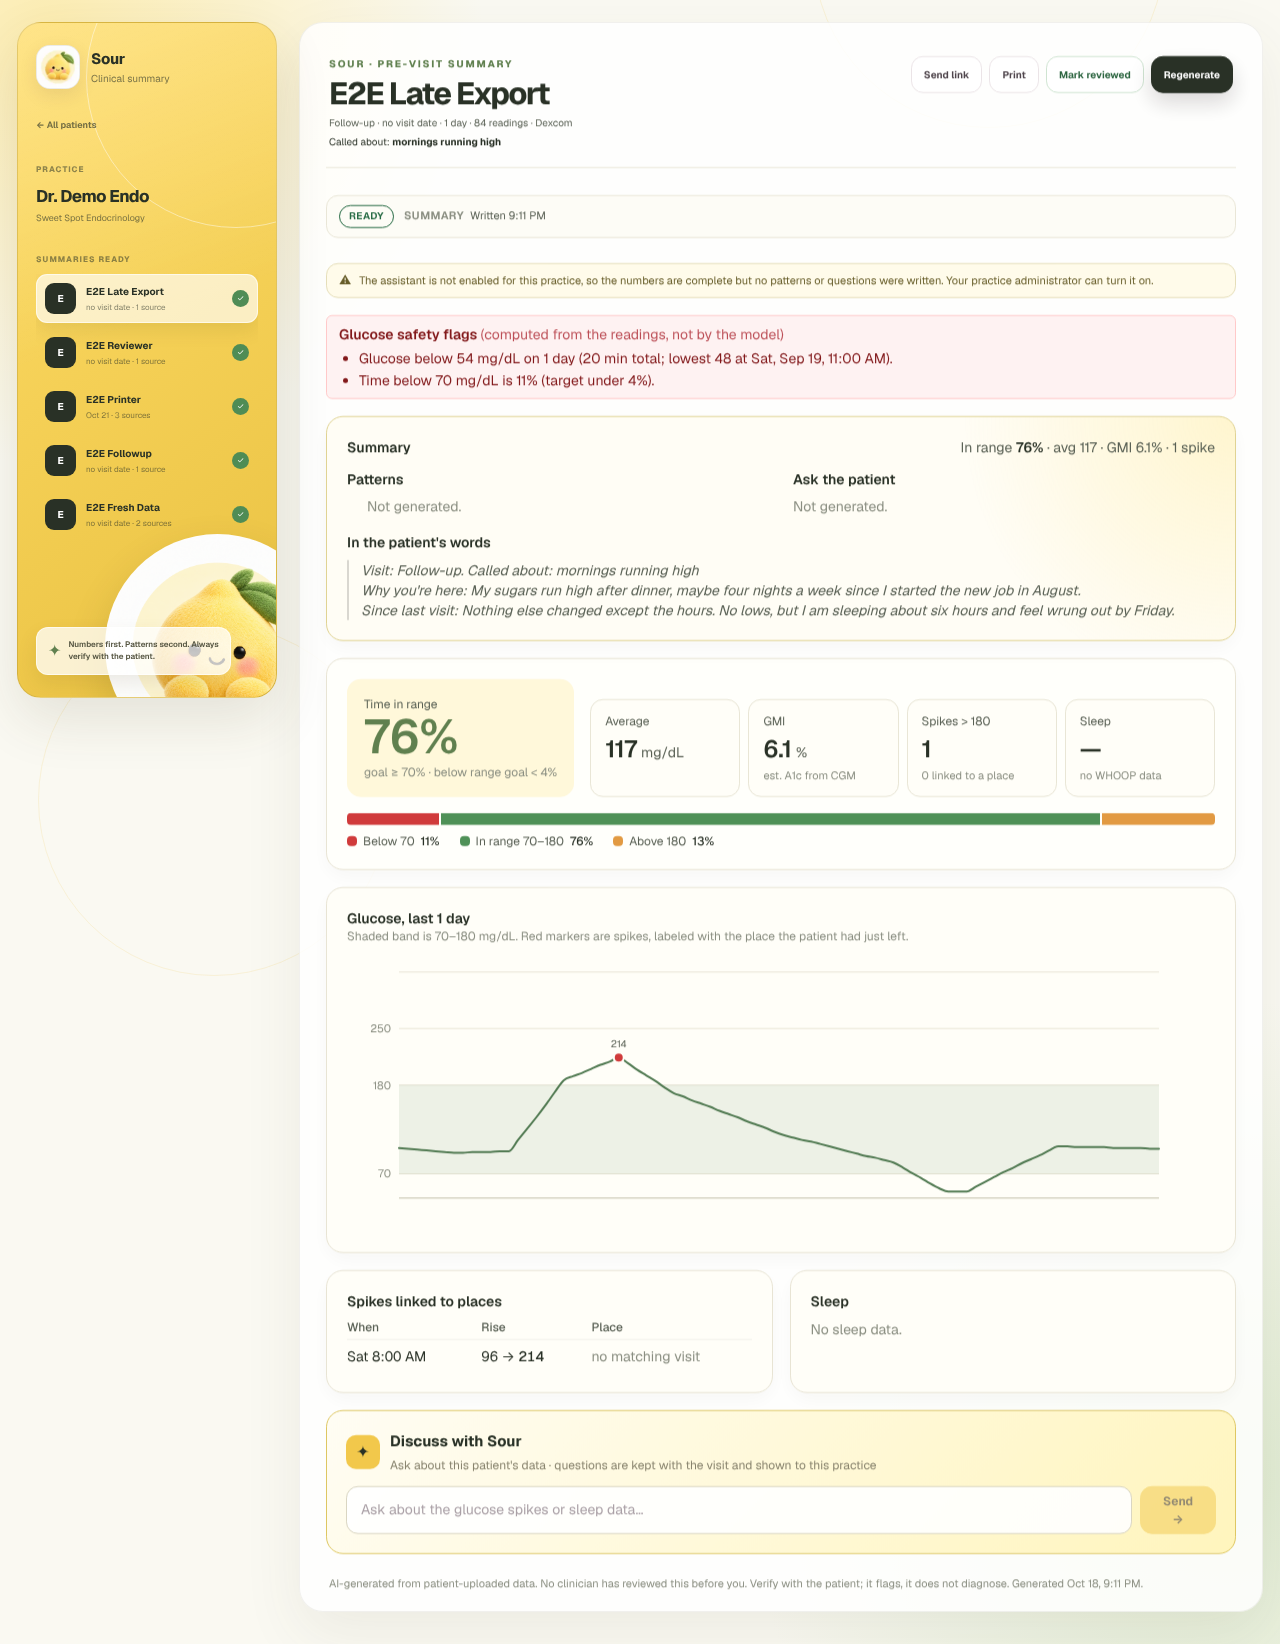 Sour
Clinical summary
← All patients
PRACTICE
Dr. Demo Endo
Sweet Spot Endocrinology
SUMMARIES READY
E
E2E Late Export
no visit date · 1 source
E
E2E Reviewer
no visit date · 1 source
E
E2E Printer
Oct 21 · 3 sources
E
E2E Followup
no visit date · 1 source
E
E2E Fresh Data
no visit date · 2 sources
Numbers first. Patterns second. Always
verify with the patient.
SOUR · PRE-VISIT SUMMARY
E2E Late Export
Follow-up · no visit date · 1 day · 84 readings · Dexcom
Called about: mornings running high
Send link
Print
Mark reviewed
Regenerate
READY SUMMARY Written 9:11 PM
The assistant is not enabled for this practice, so the numbers are complete but no patterns or questions were written. Your practice administrator can turn it on.
Glucose safety flags (computed from the readings, not by the model)
• Glucose below 54 mg/dL on 1 day (20 min total; lowest 48 at Sat, Sep 19, 11:00 AM).
• Time below 70 mg/dL is 11% (target under 4%).
Summary
In range 76% · avg 117 · GMI 6.1% · 1 spike
Patterns
Not generated.
Ask the patient
Not generated.
In the patient's words
Visit: Follow-up. Called about: mornings running high
Why you're here: My sugars run high after dinner, maybe four nights a week since I started the new job in August.
Since last visit: Nothing else changed except the hours. No lows, but I am sleeping about six hours and feel wrung out by Friday.
Time in range
76%
goal ≥ 70% · below range goal < 4%
Average
117 mg/dL
GMI
6.1 %
est. A1c from CGM
Spikes > 180
1
0 linked to a place
Sleep
—
no WHOOP data
Below 70 11%
In range 70–180 76%
Above 180 13%
Glucose, last 1 day
Shaded band is 70–180 mg/dL. Red markers are spikes, labeled with the place the patient had just left.
250
214
180
70
Spikes linked to places
When Rise Place
Sat 8:00 AM 96 → 214 no matching visit
Sleep
No sleep data.
Discuss with Sour
Ask about this patient's data · questions are kept with the visit and shown to this practice
Ask about the glucose spikes or sleep data…
Send
→
AI-generated from patient-uploaded data. No clinician has reviewed this before you. Verify with the patient; it flags, it does not diagnose. Generated Oct 18, 9:11 PM.